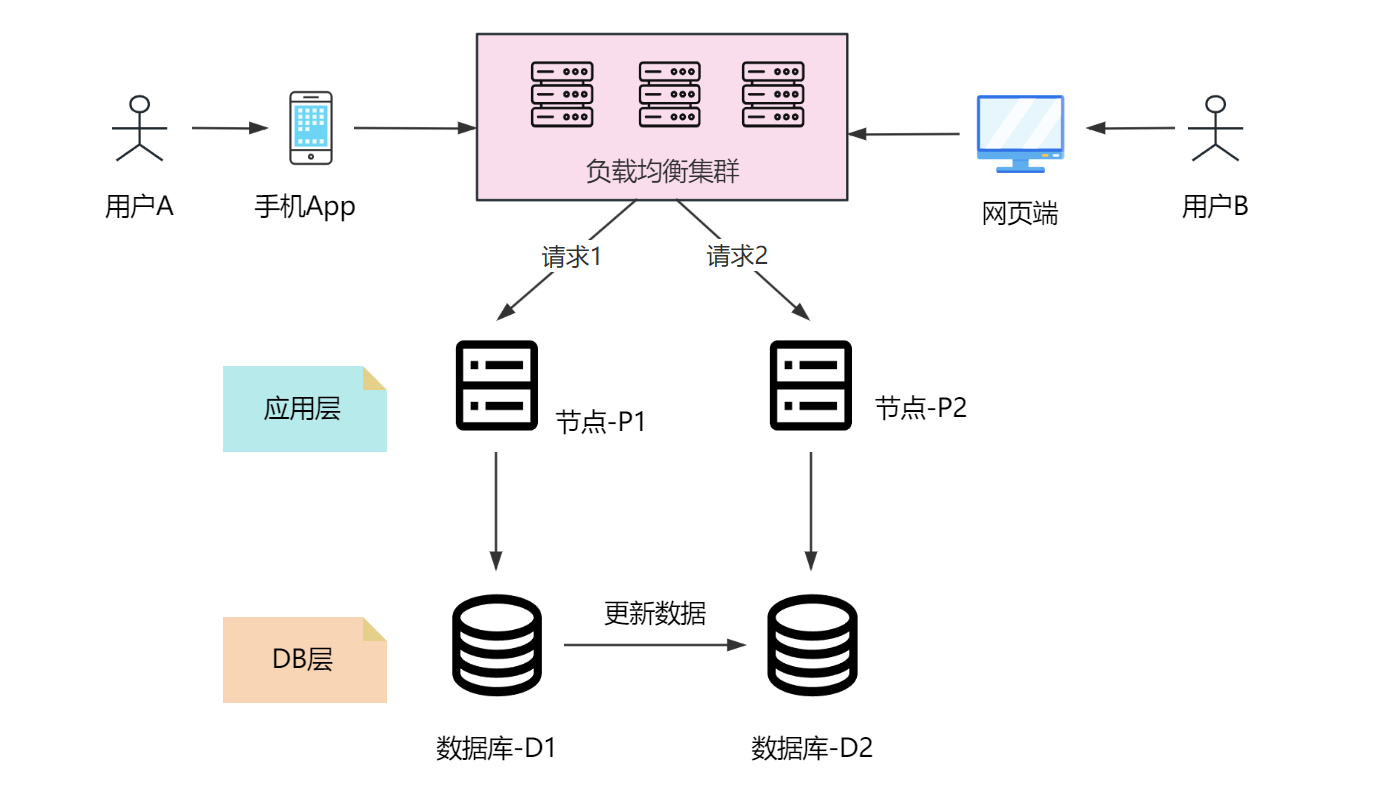 负载均衡集群
用户A
手机App
网页端
用户B
请求1
请求2
应用层
节点-P1
节点-P2
更新数据
DB层
数据库-D1
数据库-D2